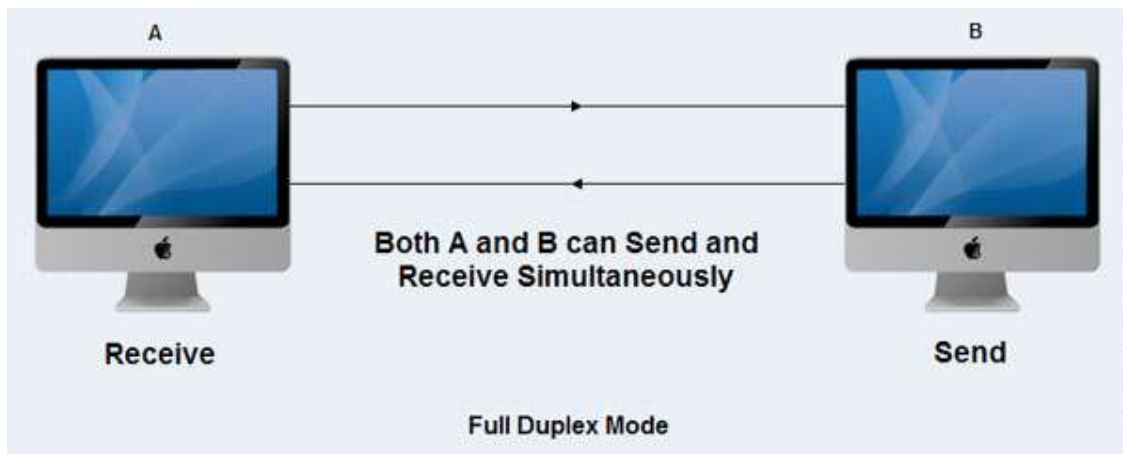 A
B
Both A and B can Send and
Receive Simultaneously
Receive
Send
Full Duplex Mode